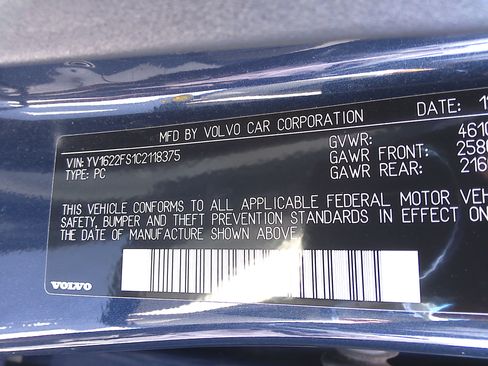 MFD BY VOLVO CAR CORPORATION
DATE:
VIN: YV1622FS1C2118375
TYPE: PC
GVWR: 4610
GAWR FRONT:
GAWR REAR:
THIS VEHICLE CONFORMS TO ALL APPLICABLE FEDERAL MOTOR
SAFETY, BUMPER AND THEFT PREVENTION STANDARDS IN EFFECT ON
THE DATE OF MANUFACTURE SHOWN ABOVE.
VOLVO